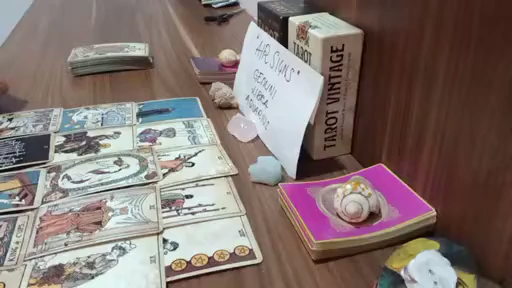 "AIR SIGNS"
GEMINI
LIBRA
AQUARIUS
TAROT
TAROT VINTAGE